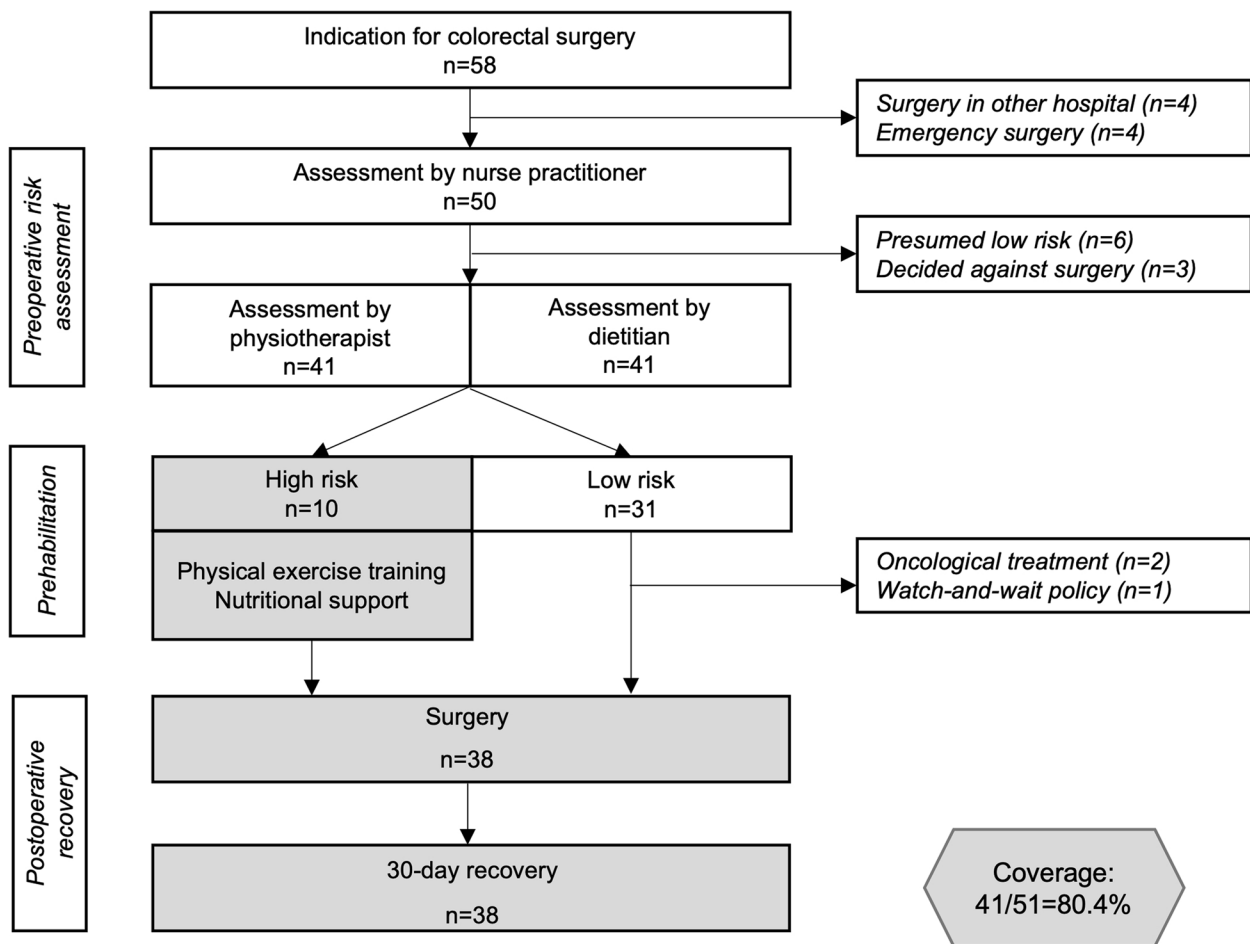 Indication for colorectal surgery
n=58
Surgery in other hospital (n=4)
Emergency surgery (n=4)
Preoperative risk
assessment
Assessment by nurse practitioner
n=50
Presumed low risk (n=6)
Decided against surgery (n=3)
Assessment by
physiotherapist
n=41
Assessment by
dietitian
n=41
Prehabilitation
High risk
n=10
Low risk
n=31
Physical exercise training
Nutritional support
Oncological treatment (n=2)
Watch-and-wait policy (n=1)
Postoperative
recovery
Surgery
n=38
30-day recovery
n=38
Coverage:
41/51=80.4%